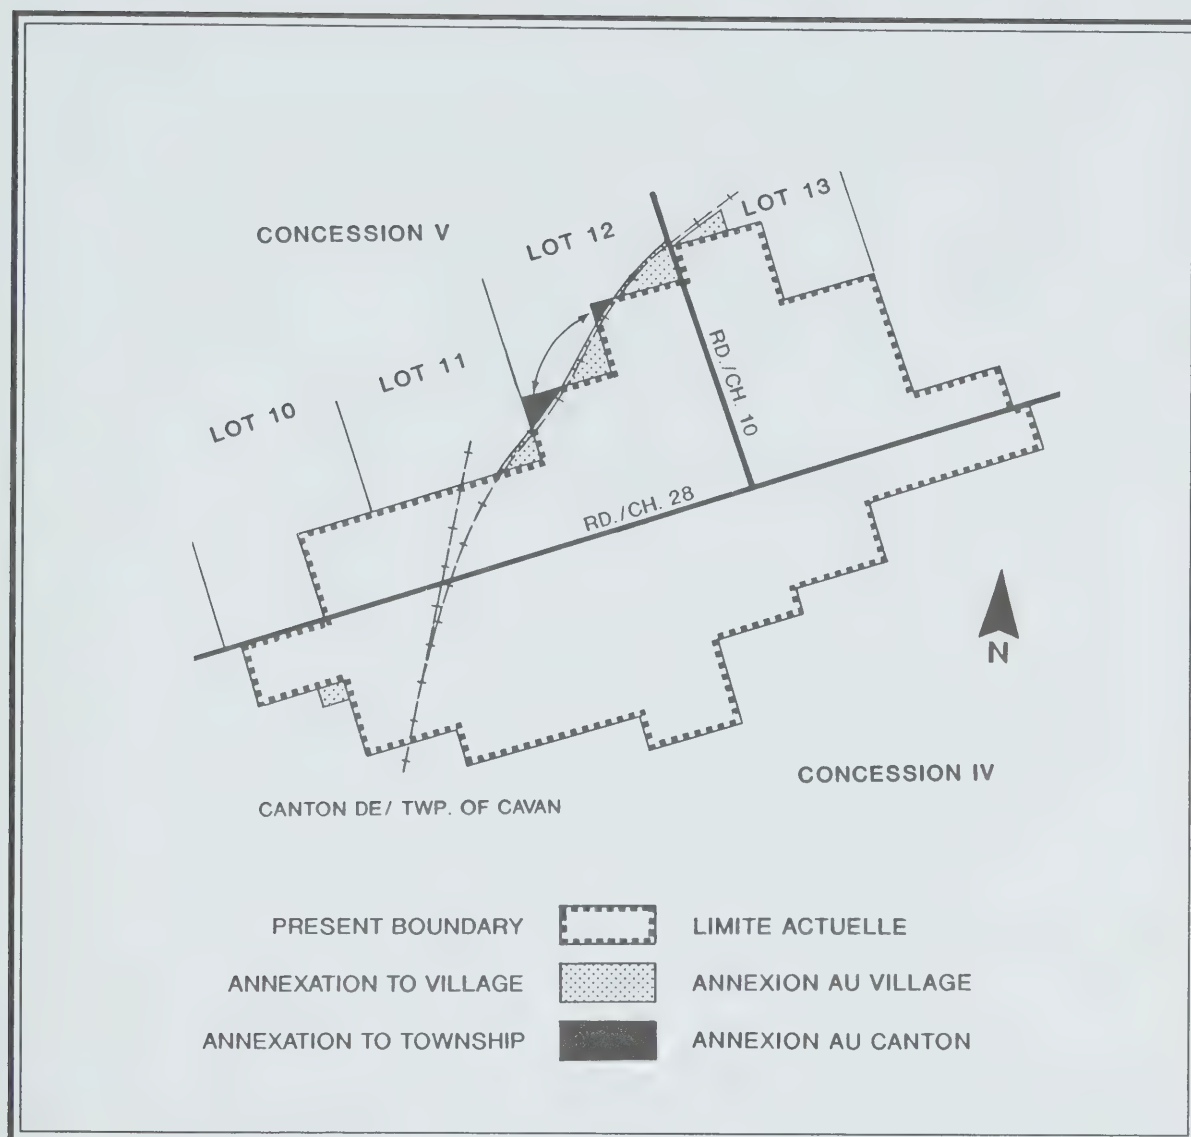 CONCESSION V
LOT 13
LOT 12
LOT 11
LOT 10
RD./CH. 10
RD./CH. 28
N
CONCESSION IV
CANTON DE/ TWP. OF CAVAN
PRESENT BOUNDARY LIMITE ACTUELLE
ANNEXATION TO VILLAGE ANNEXION AU VILLAGE
ANNEXATION TO TOWNSHIP ANNEXION AU CANTON